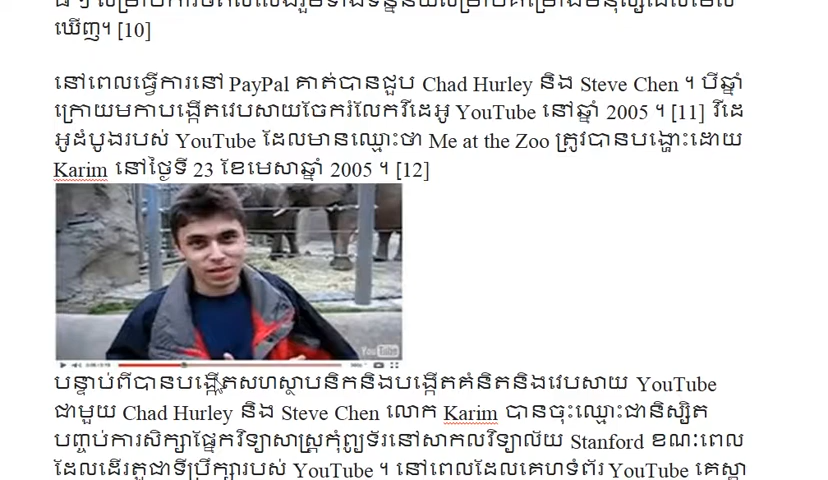 ឃើញ។ [10]
នៅពេលធ្វើការនៅ PayPal គាត់បានជួប Chad Hurley និង Steve Chen ។ បីឆ្នាំ
ក្រោយមកាបង្កើតវេបសាយចែករំលែកវីដេអូ YouTube នៅឆ្នាំ 2005 ។ [11] វីដេ
អូដំបូងរបស់ YouTube ដែលមានឈ្មោះថា Me at the Zoo ត្រូវបានបង្ហោះដោយ
Karim នៅថ្ងៃទី 23 ខែមេសាឆ្នាំ 2005 ។ [12]
YouTube
បន្ទាប់ពីបានបង្កើតសហស្ថាបនិកនិងបង្កើតគំនិតនិងវេបសាយ YouTube
ជាមួយ Chad Hurley និង Steve Chen លោក Karim បានចុះឈ្មោះជានិស្សិត
បញ្ចប់ការសិក្សាផ្នែកវិទ្យាសាស្ត្រកុំព្យូទ័រនៅសាកលវិទ្យាល័យ Stanford ខណៈពេល
ដែលដើរតួជាទីប្រឹក្សារបស់ YouTube ។ នៅពេលដែលគេហទំព័រ YouTube គេស្គា